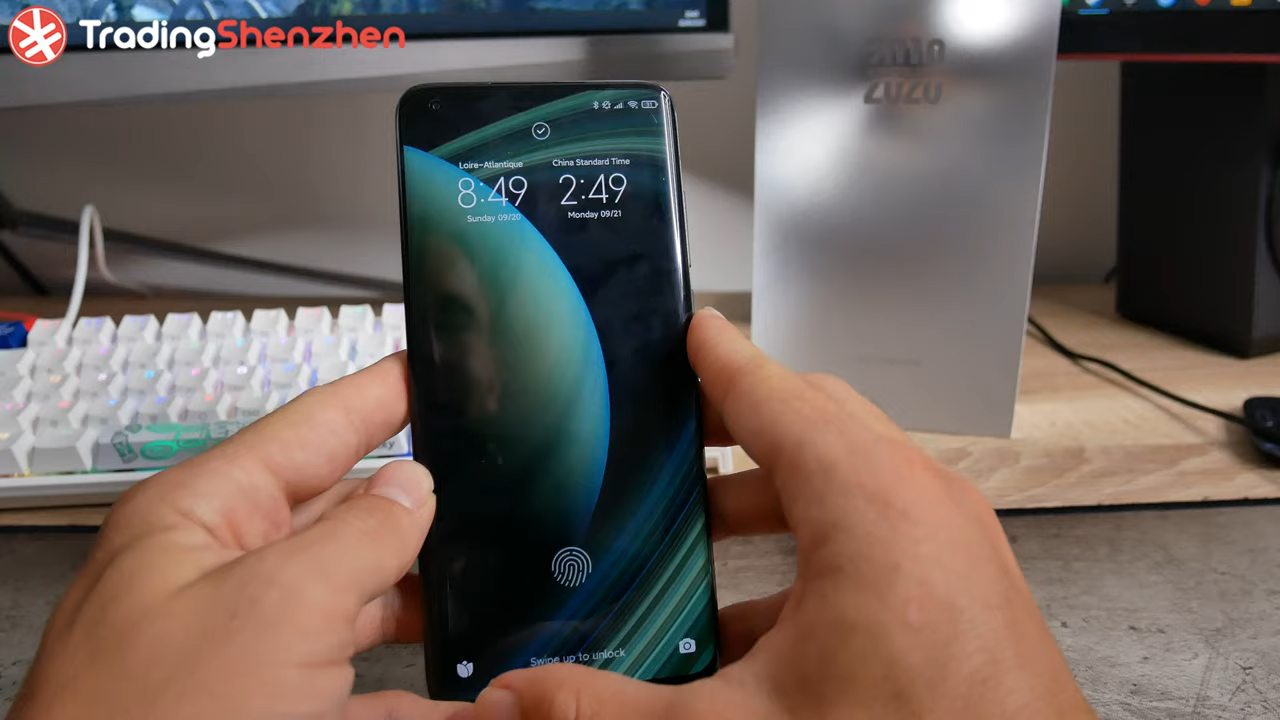 TradingShenzhen
2010
2020
31
Loire-Atlantique
China Standard Time
8:49
2:49
Sunday 09/20
Monday 09/21
Swipe up to unlock